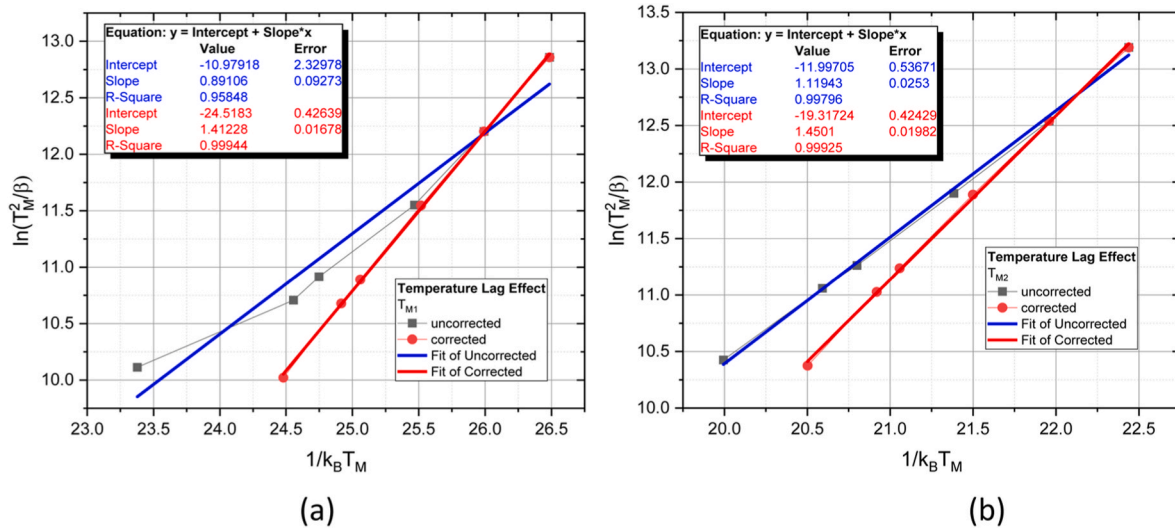 Equation: y = Intercept + Slope*x
Value Error
Intercept -10.97918 2.32978
Slope 0.89106 0.09273
R-Square 0.95848
Intercept -24.5183 0.42639
Slope 1.41228 0.01678
R-Square 0.99944
13.0
12.5
12.0
11.5
11.0
10.5
10.0
ln(T_M^2/β)
Temperature Lag Effect
T_M1
uncorrected
corrected
Fit of Uncorrected
Fit of Corrected
23.0 23.5 24.0 24.5 25.0 25.5 26.0 26.5
1/k_BT_M
(a)
Equation: y = Intercept + Slope*x
Value Error
Intercept -11.99705 0.53671
Slope 1.11943 0.0253
R-Square 0.99796
Intercept -19.31724 0.42429
Slope 1.4501 0.01982
R-Square 0.99925
13.5
13.0
12.5
12.0
11.5
11.0
10.5
10.0
ln(T_M^2/β)
Temperature Lag Effect
T_M2
uncorrected
corrected
Fit of Uncorrected
Fit of Corrected
20.0 20.5 21.0 21.5 22.0 22.5
1/k_BT_M
(b)